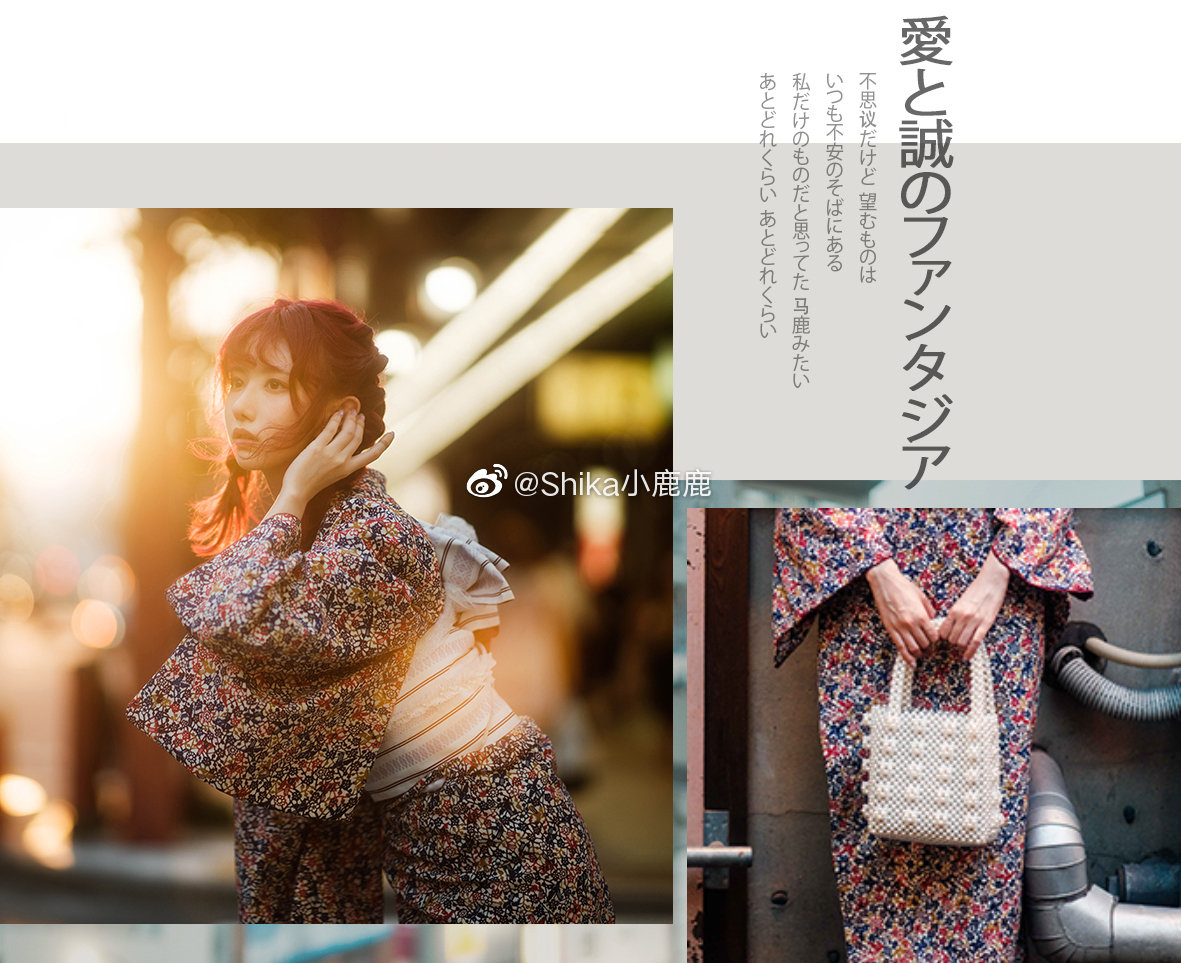 愛と誠のファンタジア
不思议だけど 望むものは
いつも不安のそばにある
私だけのものだと思ってた 马鹿みたい
あとどれくらい あとどれくらい
@Shika小鹿鹿